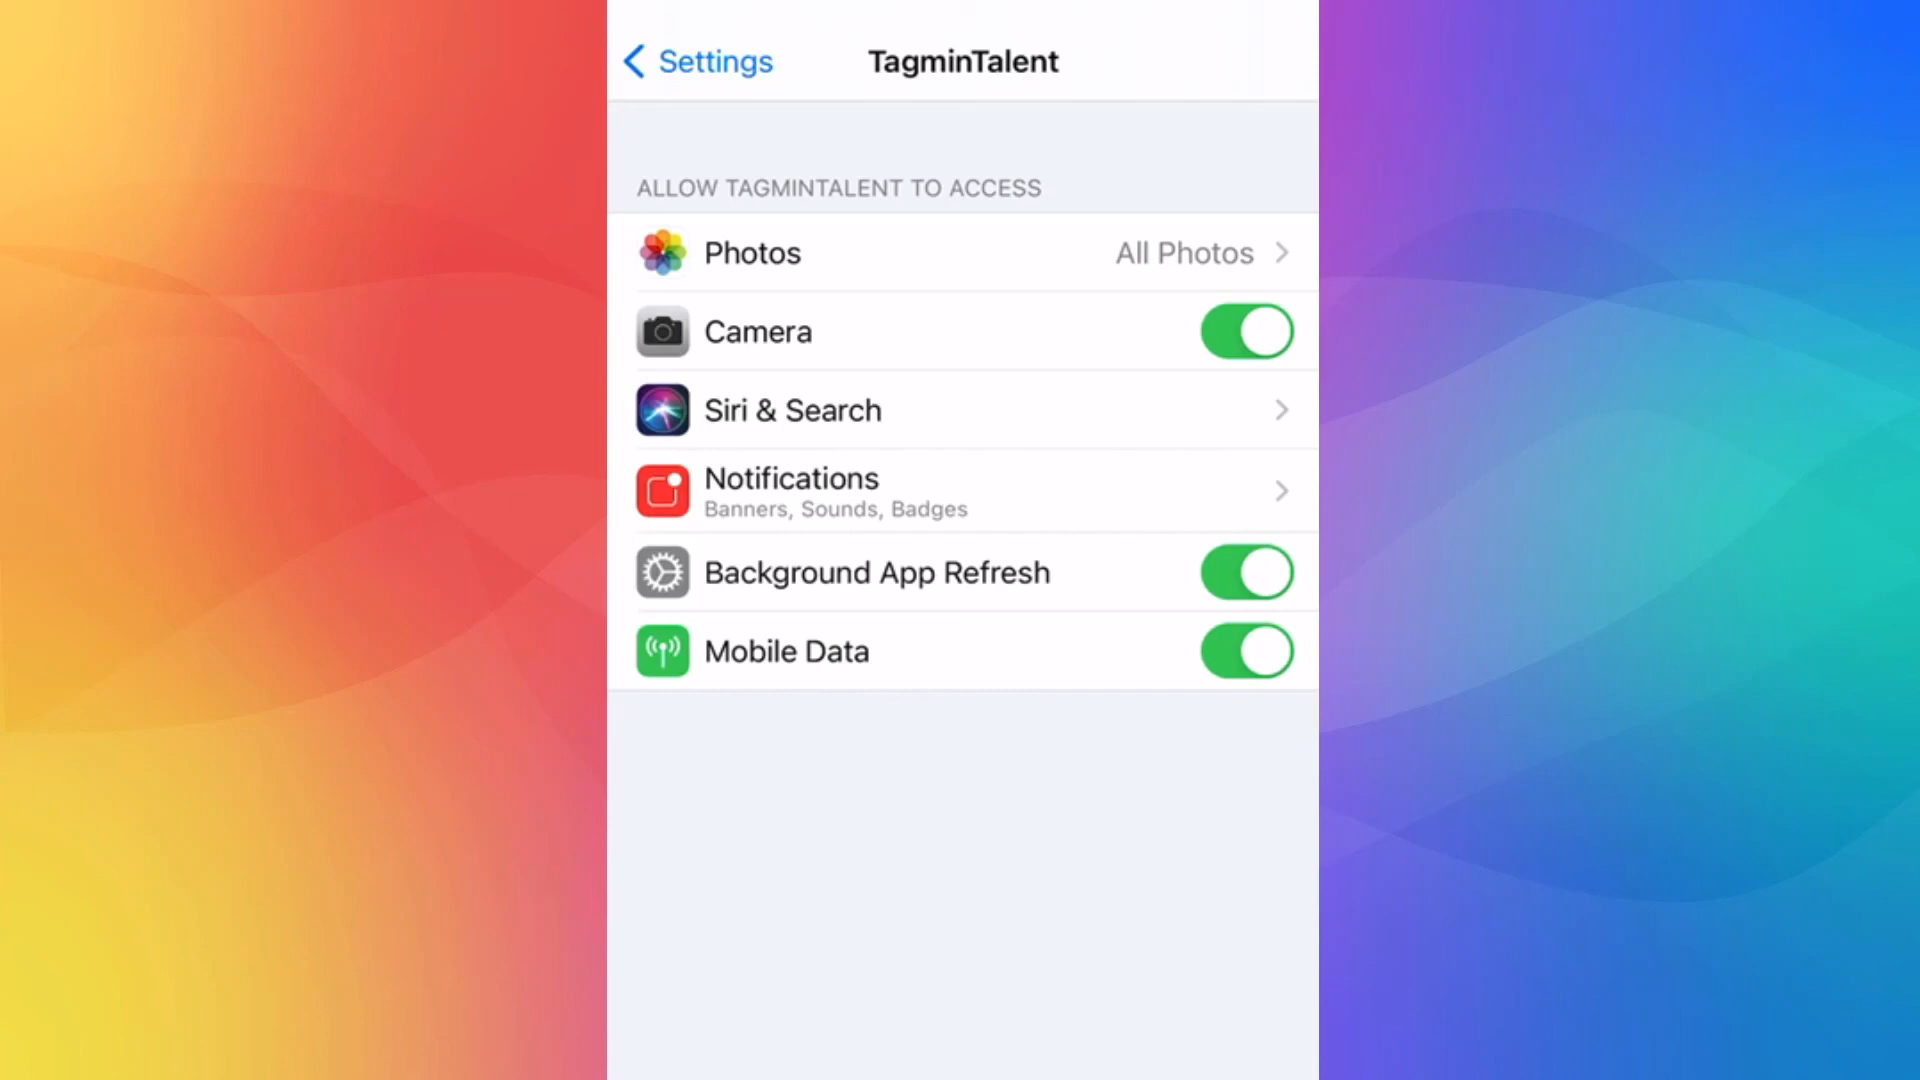 Settings
TagminTalent
ALLOW TAGMINTALENT TO ACCESS
Photos
All Photos
Camera
Siri & Search
Notifications
Banners, Sounds, Badges
Background App Refresh
Mobile Data